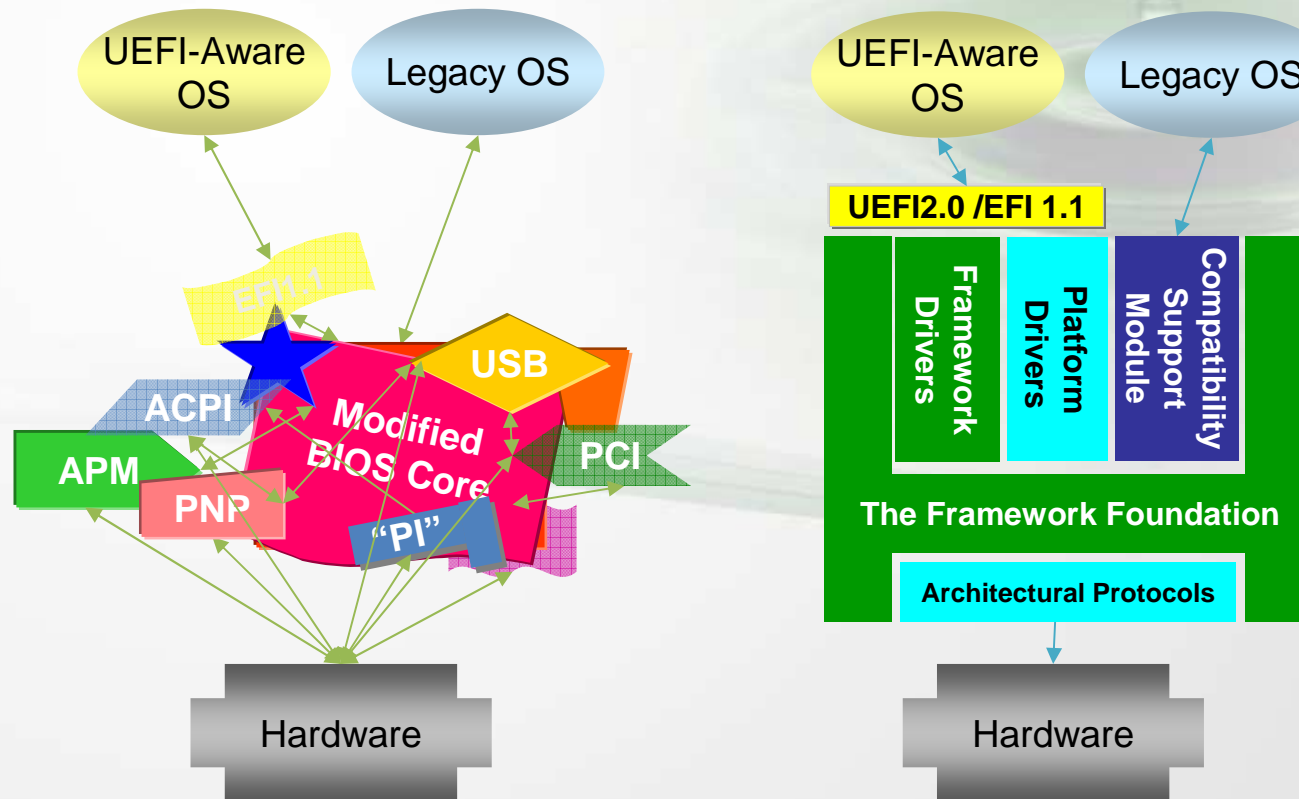 UEFI-Aware
OS
Legacy OS
EFI1.1
USB
ACPI
Modified
BIOS Core
APM
PCI
PNP
“PI”
Hardware
UEFI-Aware
OS
Legacy OS
UEFI2.0 /EFI 1.1
Framework
Drivers
Platform
Drivers
Compatibility
Support
Module
The Framework Foundation
Architectural Protocols
Hardware